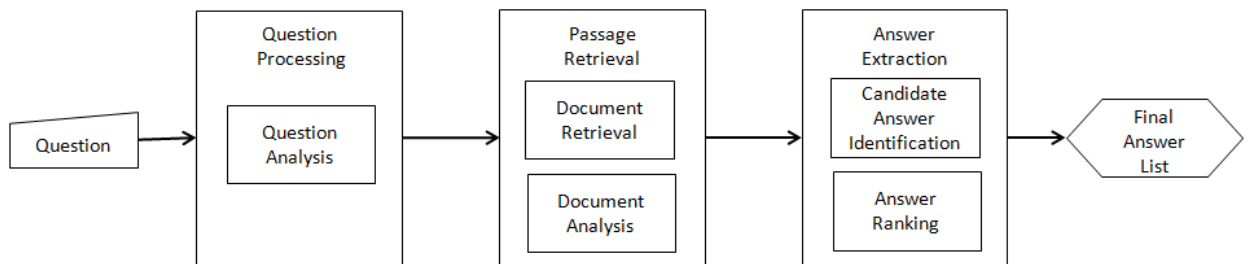 Question
Question
Processing
Question
Analysis
Passage
Retrieval
Document
Retrieval
Document
Analysis
Answer
Extraction
Candidate
Answer
Identification
Answer
Ranking
Final
Answer
List